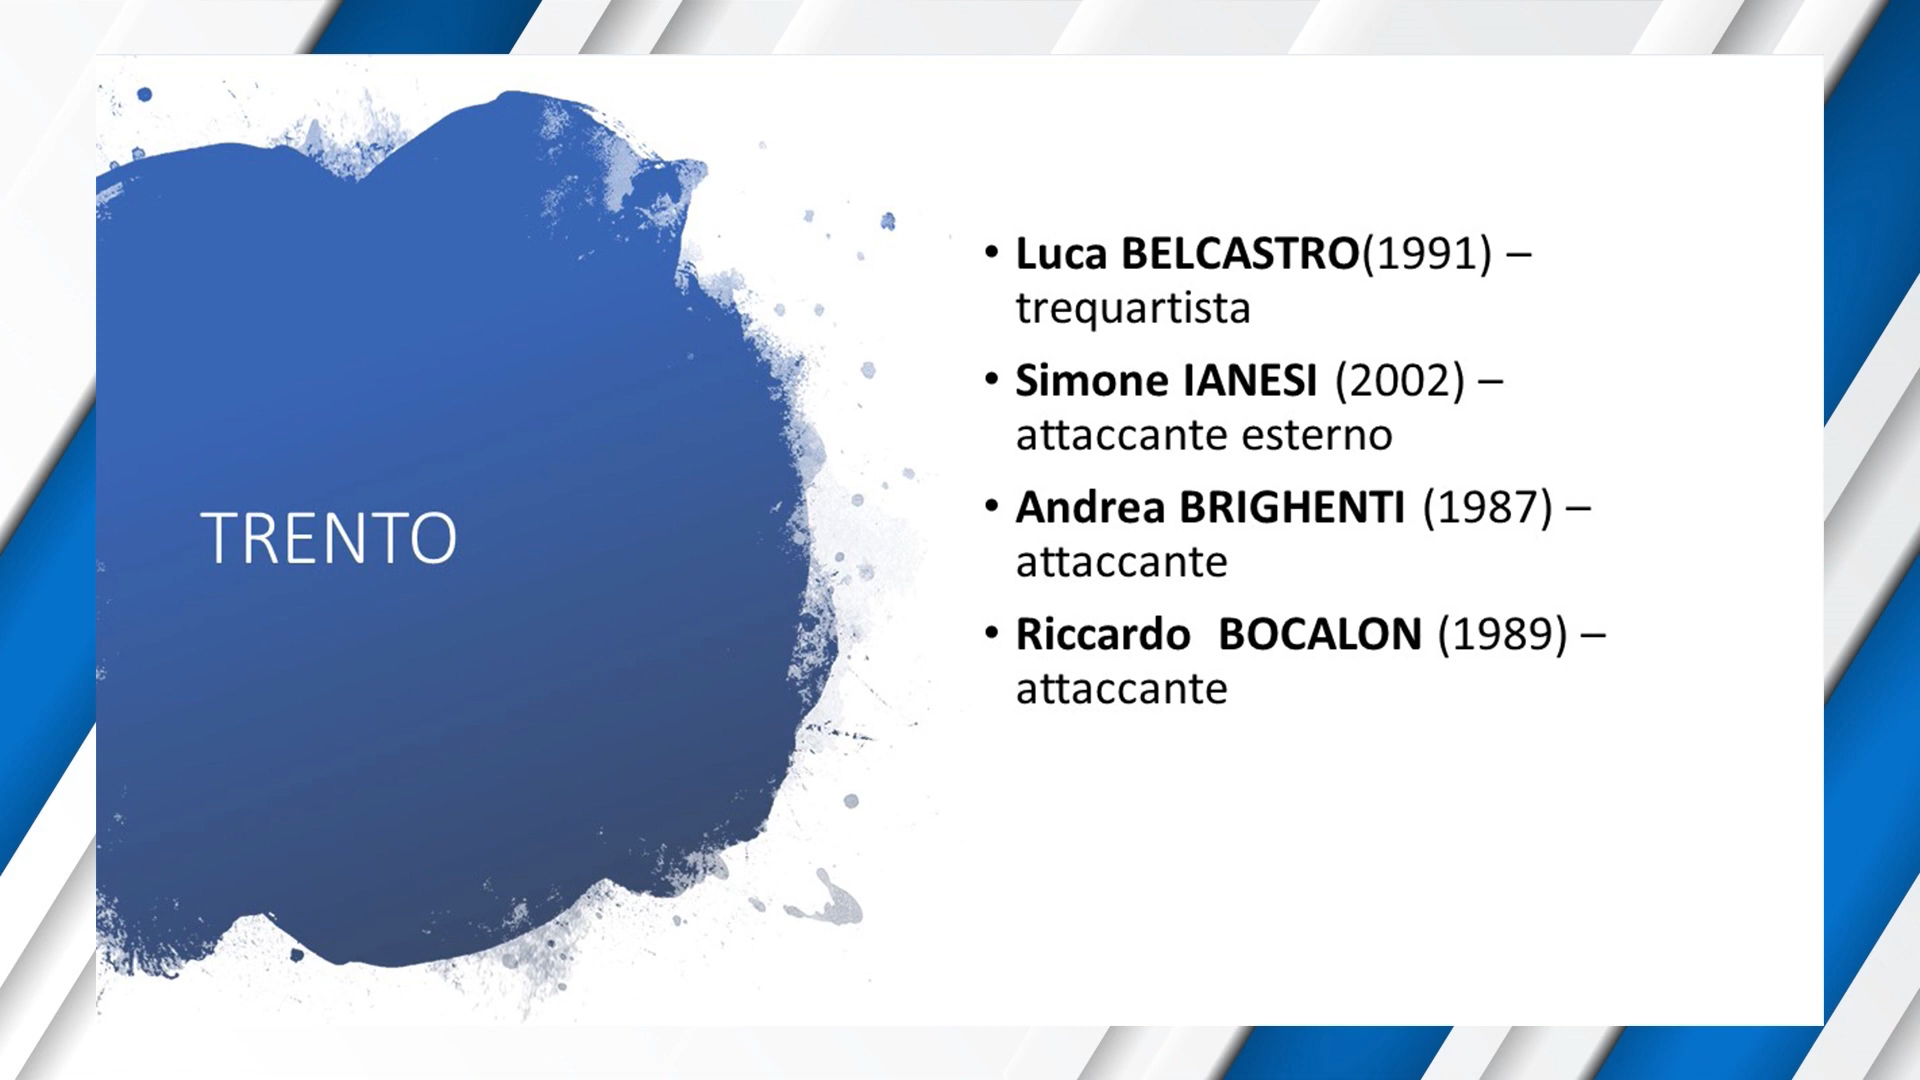 TRENTO
• Luca BELCASTRO(1991) –
trequartista
• Simone IANESI (2002) –
attaccante esterno
• Andrea BRIGHENTI (1987) –
attaccante
• Riccardo  BOCALON (1989) –
attaccante